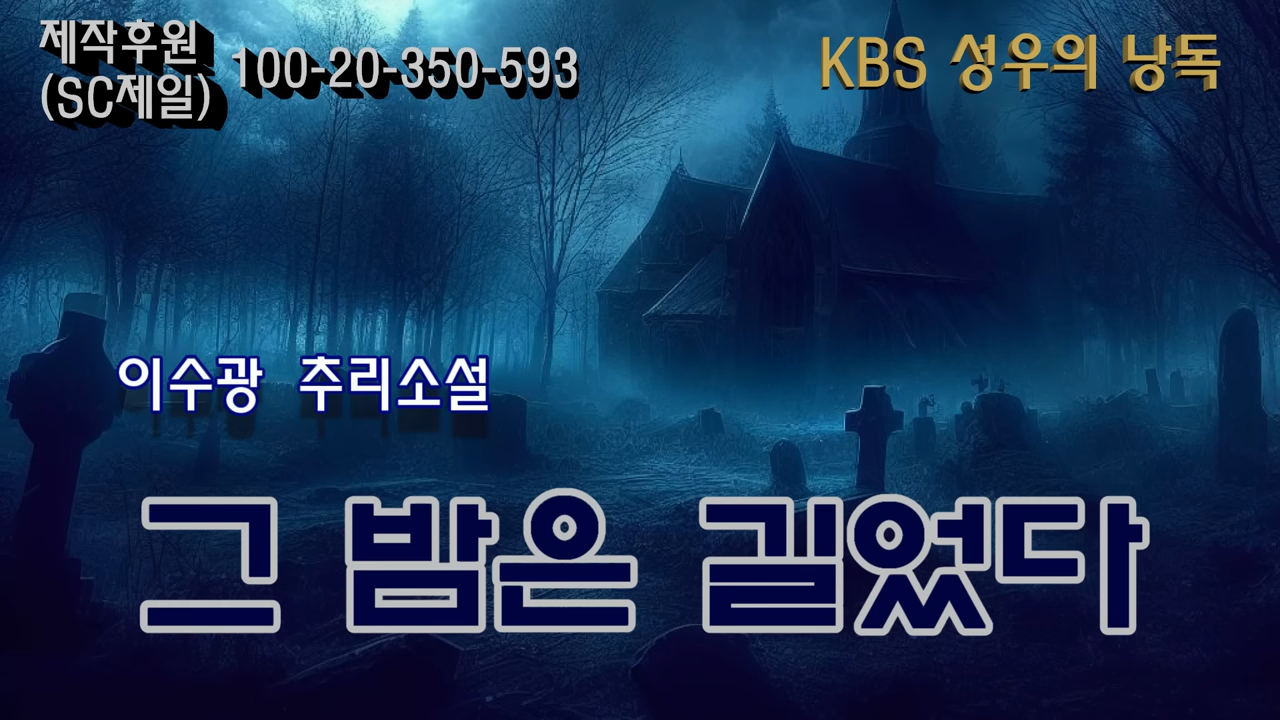 제작후원
(SC제일)
100-20-350-593
KBS 성우의 낭독
이수광 추리소설
그 밤은 길었다